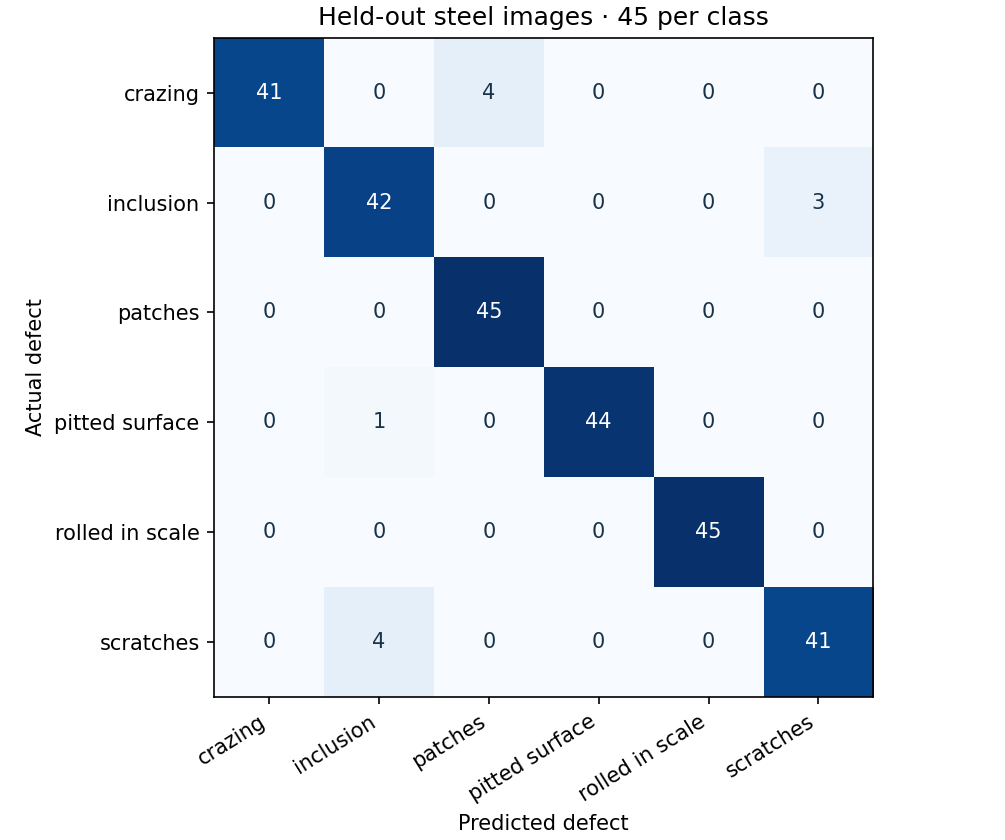 Held-out steel images · 45 per class
crazing 41 0 4 0 0 0
inclusion 0 42 0 0 0 3
patches 0 0 45 0 0 0
pitted surface 0 1 0 44 0 0
rolled in scale 0 0 0 0 45 0
scratches 0 4 0 0 0 41
Actual defect
crazing inclusion patches pitted surface rolled in scale scratches
Predicted defect